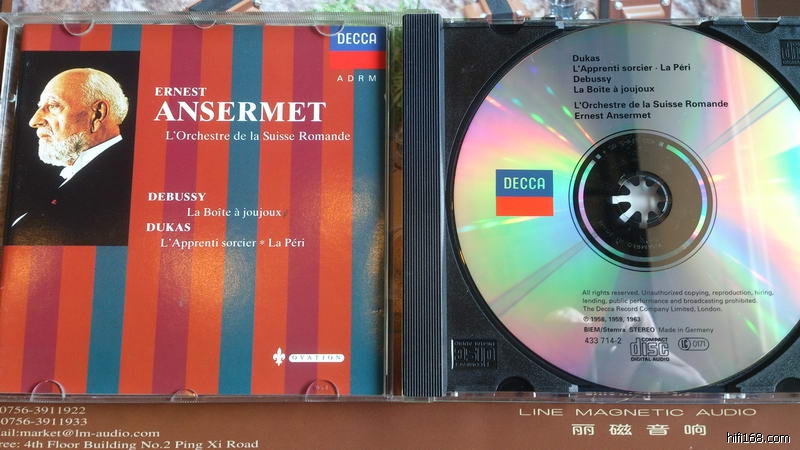 DECCA
ADRM
ERNEST
ANSERMET
L'Orchestre de la Suisse Romande
DEBUSSY
La Boîte à joujoux
DUKAS
L'Apprenti sorcier * La Péri
OVATION
Dukas
L'Apprenti sorcier · La Péri
Debussy
La Boîte à joujoux
L'Orchestre de la Suisse Romande
Ernest Ansermet
DECCA
All rights reserved. Unauthorized copying, reproduction, hiring,
lending, public performance and broadcasting prohibited.
The Decca Record Company Limited, London.
℗ 1958, 1959, 1963
BIEM/Stemra STEREO Made in Germany
433 714-2
COMPACT
disc
DIGITAL AUDIO
LC 0171
0756-3911922
0756-3911933
ail:market@lm-audio.com
ree: 4th Floor Building No.2 Ping Xi Road
LINE MAGNETIC AUDIO
丽磁音响
hifi168.com